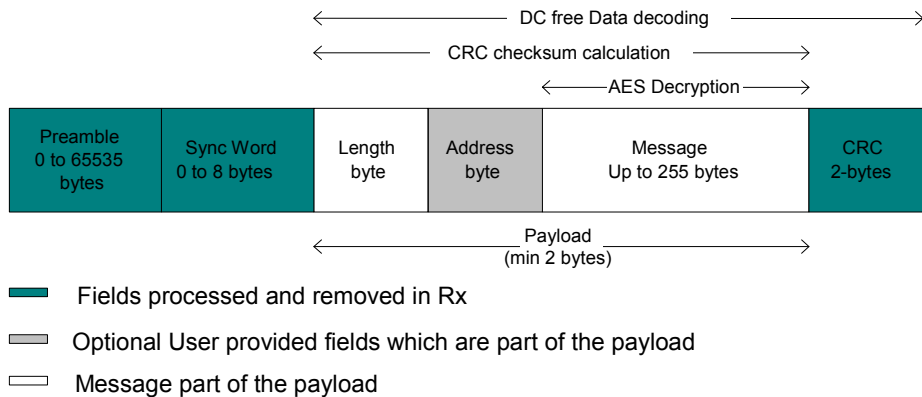 DC free Data decoding
CRC checksum calculation
AES Decryption
Preamble
0 to 65535
bytes
Sync Word
0 to 8 bytes
Length
byte
Address
byte
Message
Up to 255 bytes
CRC
2-bytes
Payload
(min 2 bytes)
Fields processed and removed in Rx
Optional User provided fields which are part of the payload
Message part of the payload